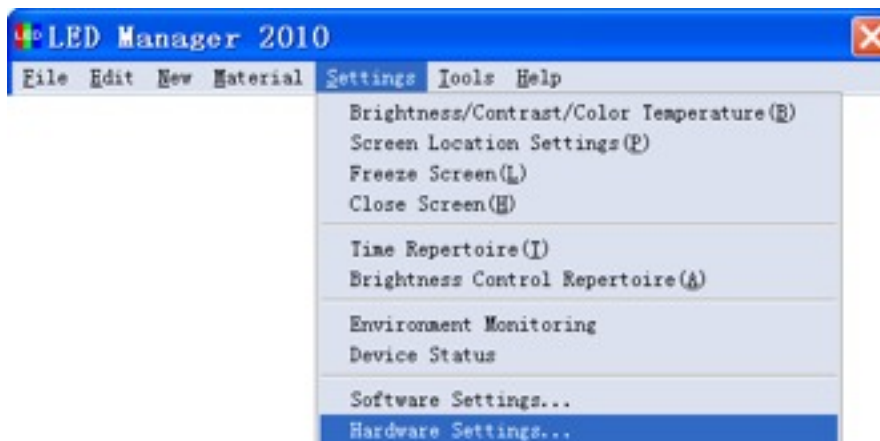 LED LED Manager 2010
File Edit New Material Settings Tools Help
Brightness/Contrast/Color Temperature(B)
Screen Location Settings(P)
Freeze Screen(L)
Close Screen(H)
Time Repertoire(T)
Brightness Control Repertoire(A)
Environment Monitoring
Device Status
Software Settings...
Hardware Settings...